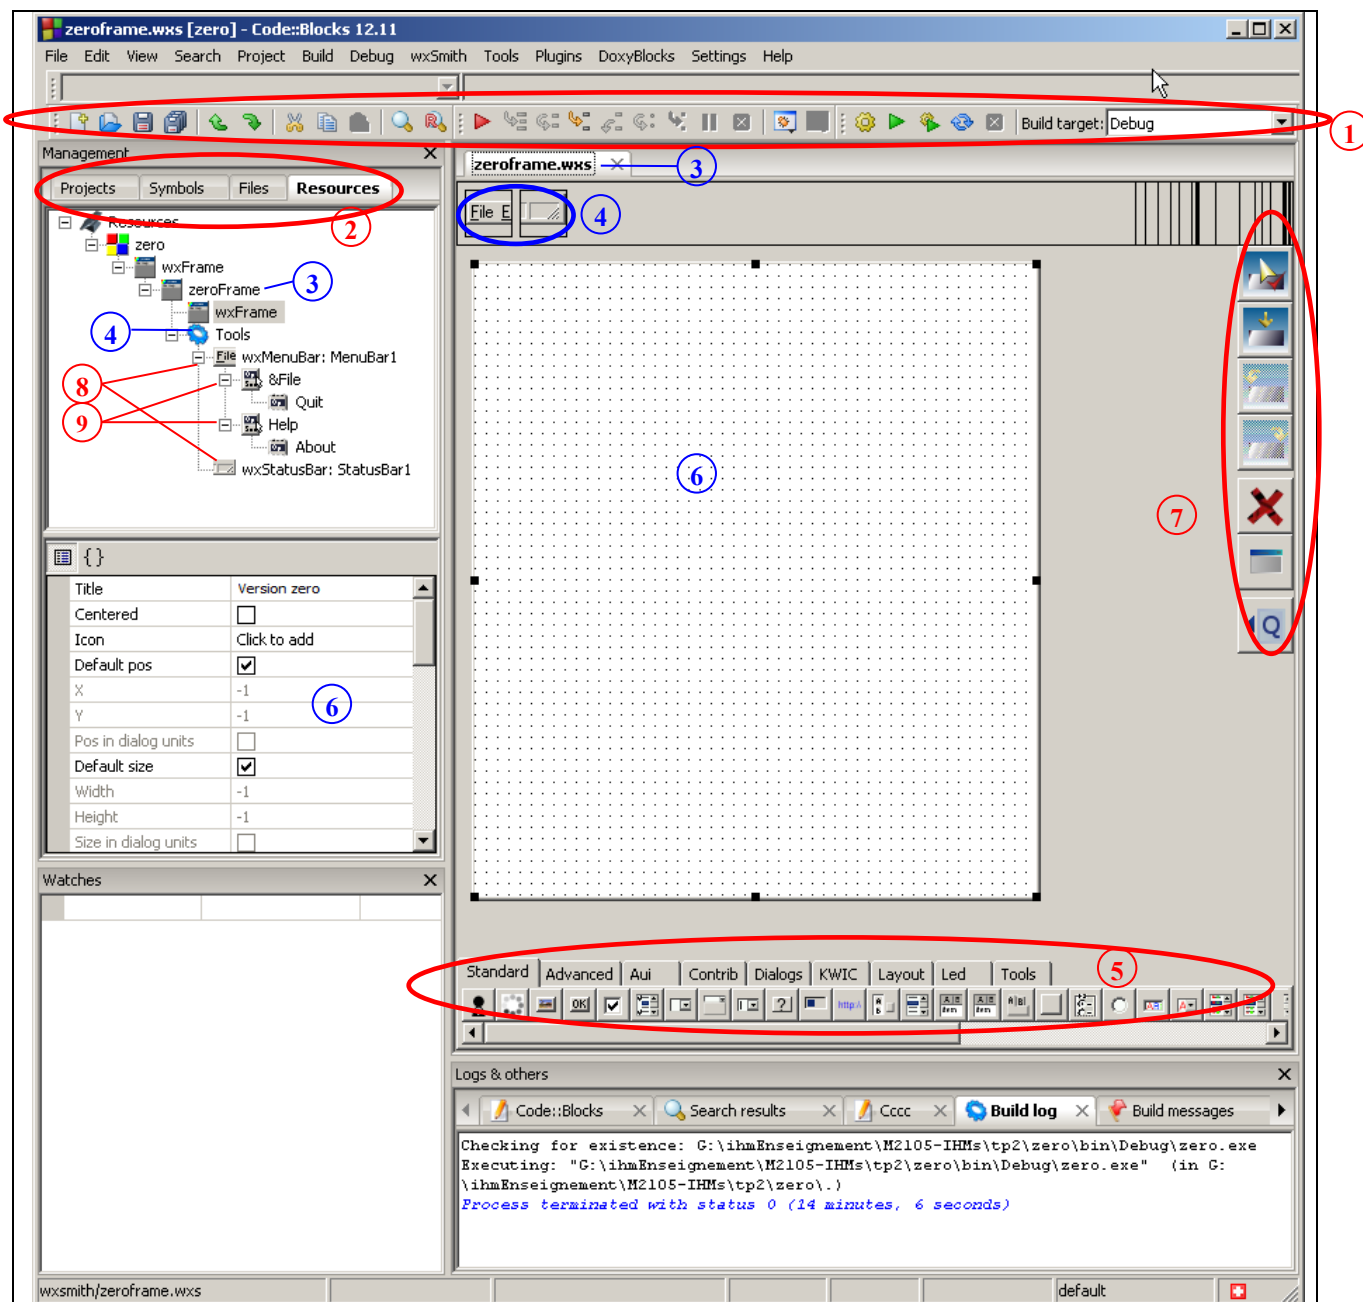 zeroframe.wxs [zero] - Code::Blocks 12.11
File Edit View Search Project Build Debug wxSmith Tools Plugins DoxyBlocks Settings Help
Build target: Debug
1
Management
Projects Symbols Files Resources
2
Resources
zero
wxFrame
zeroFrame
3
wxFrame
4
Tools
File wxMenuBar: MenuBar1
8
&File
Quit
9
Help
About
wxStatusBar: StatusBar1
{}
Title Version zero
Centered
Icon Click to add
Default pos
X -1
6
Y -1
Pos in dialog units
Default size
Width -1
Height -1
Size in dialog units
Watches
zeroframe.wxs
3
File E
4
6
7
Q
Standard Advanced Aui Contrib Dialogs KWIC Layout Led Tools
5
OK ? http:/
Logs & others
Code::Blocks Search results Cccc Build log Build messages
Checking for existence: G:\ihmEnseignement\M2105-IHMs\tp2\zero\bin\Debug\zero.exe
Executing: "G:\ihmEnseignement\M2105-IHMs\tp2\zero\bin\Debug\zero.exe" (in G:
\ihmEnseignement\M2105-IHMs\tp2\zero\.)
Process terminated with status 0 (14 minutes, 6 seconds)
wxsmith/zeroframe.wxs
default